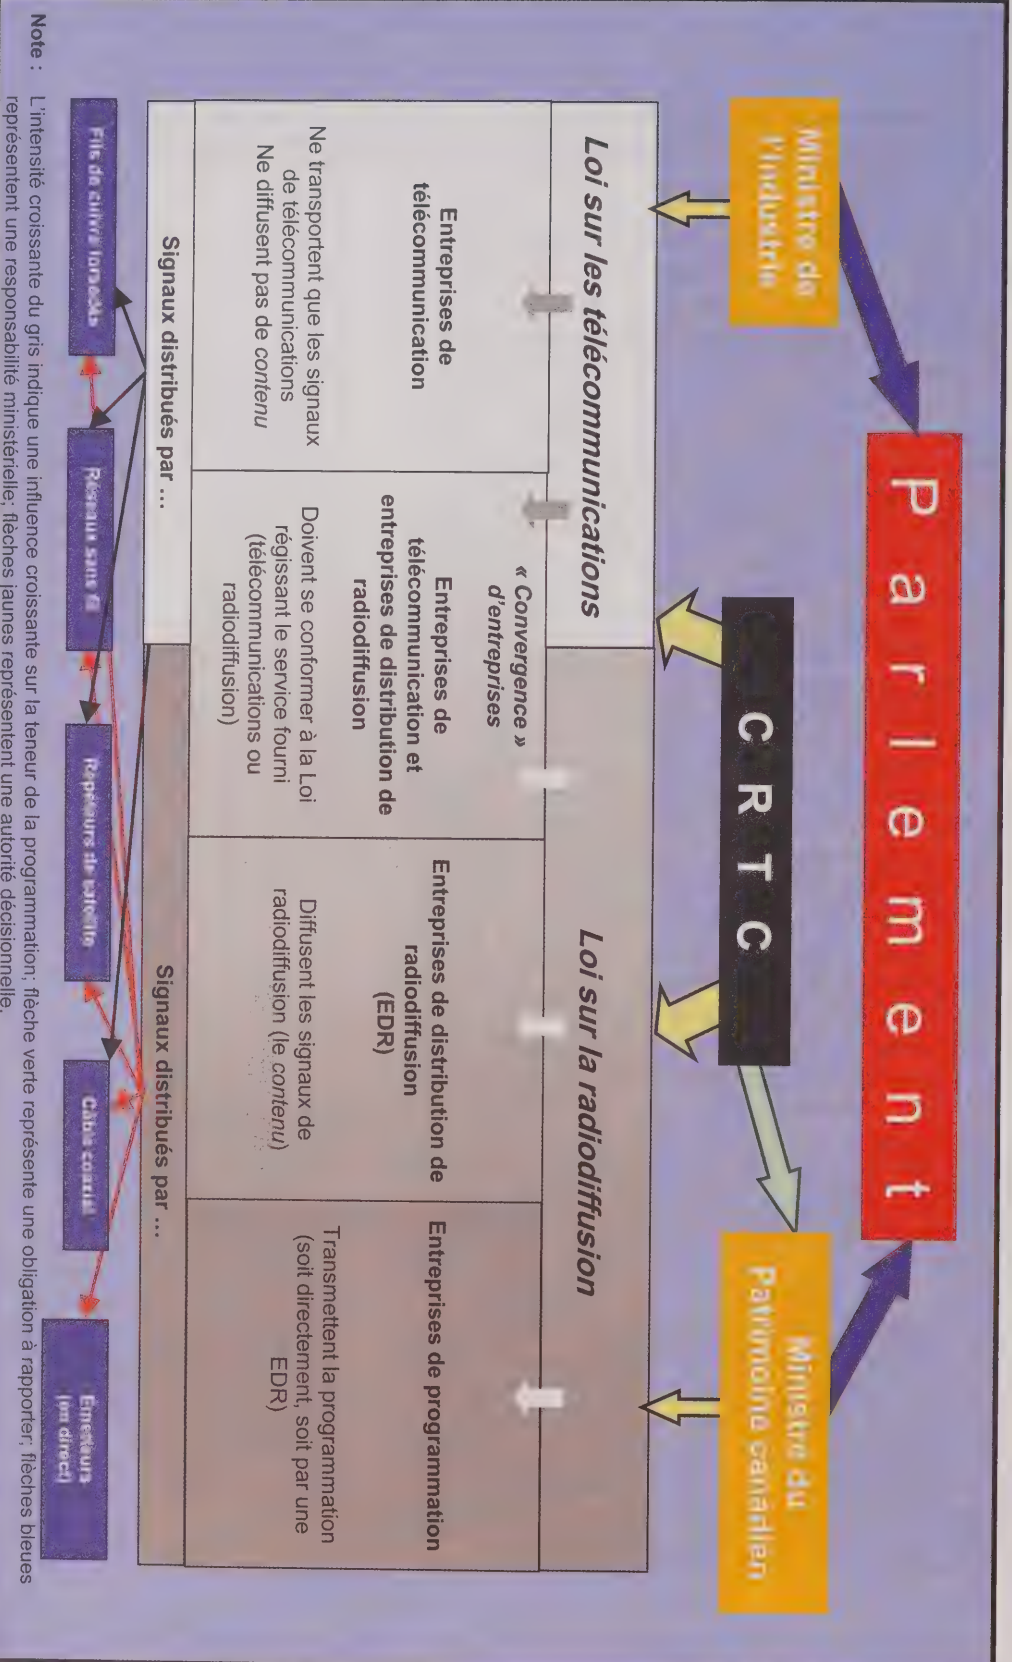 Parlement
Ministre de
l'Industrie
CRTC
Ministre du
Patrimoine canadien
Loi sur les télécommunications
Loi sur la radiodiffusion
Entreprises de
télécommunication
Ne transportent que les signaux
de télécommunications
Ne diffusent pas de contenu
« Convergence »
d'entreprises
Entreprises de
télécommunication et
entreprises de distribution de
radiodiffusion
Doivent se conformer à la Loi
régissant le service fourni
(télécommunications ou
radiodiffusion)
Entreprises de distribution de
radiodiffusion
(EDR)
Diffusent les signaux de
radiodiffusion (le contenu)
Entreprises de programmation
Transmettent la programmation
(soit directement, soit par une
EDR)
Signaux distribués par ...
Signaux distribués par ...
Fils de cuivre torsadés
Réseaux sans fil
Câble coaxial
Émetteurs
(en direct)
Note : L'intensité croissante du gris indique une influence croissante sur la teneur de la programmation; flèche verte représente une obligation à rapporter; flèches bleues
représentent une responsabilité ministérielle; flèches jaunes représentent une autorité décisionnelle.